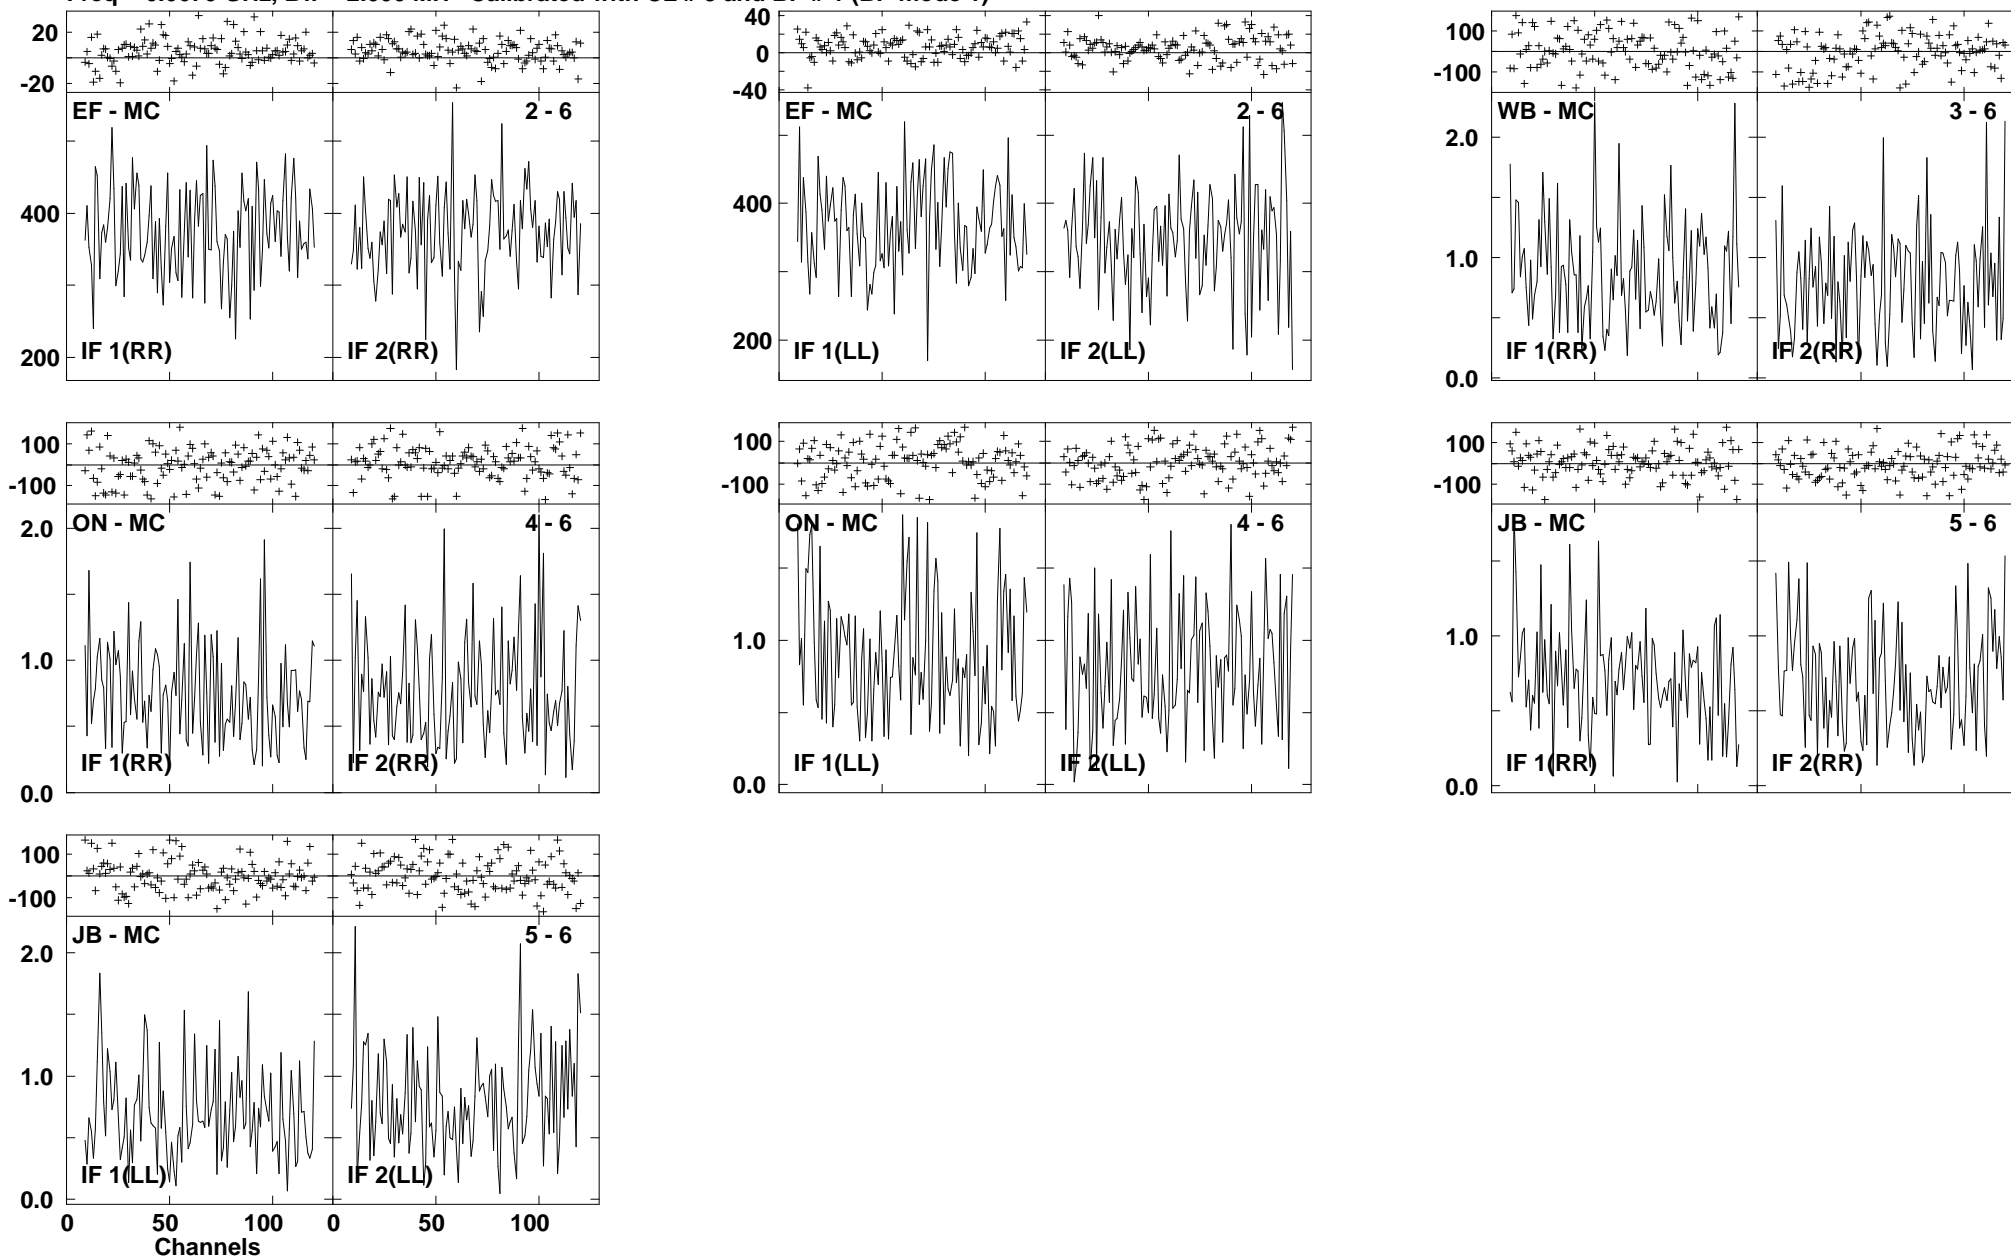 20
-20
EF - MC
2 - 6
400
200
IF 1(RR)
IF 2(RR)
40
0
-40
EF - MC
2 - 6
400
200
IF 1(LL)
IF 2(LL)
100
-100
WB - MC
3 - 6
2.0
1.0
0.0
IF 1(RR)
IF 2(RR)
100
-100
ON - MC
4 - 6
2.0
1.0
0.0
IF 1(RR)
IF 2(RR)
100
-100
ON - MC
4 - 6
1.0
0.0
IF 1(LL)
IF 2(LL)
100
-100
JB - MC
5 - 6
1.0
0.0
IF 1(RR)
IF 2(RR)
100
-100
JB - MC
5 - 6
2.0
1.0
0.0
IF 1(LL)
IF 2(LL)
0 50 100 0 50 100
Channels